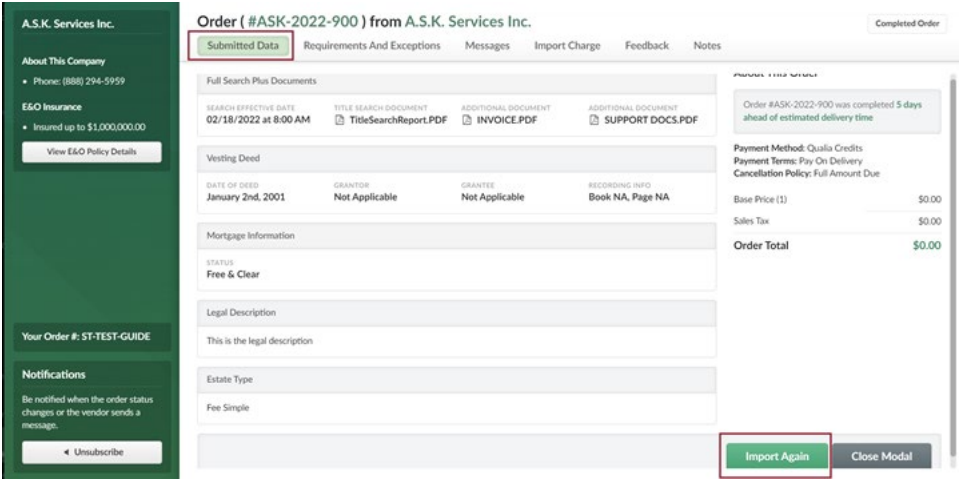 A.S.K. Services Inc.
About This Company
• Phone: (888) 294-5959
E&O Insurance
• Insured up to $1,000,000.00
View E&O Policy Details
Your Order #: ST-TEST-GUIDE
Notifications
Be notified when the order status
changes or the vendor sends a
message.
Unsubscribe
Order ( #ASK-2022-900 ) from A.S.K. Services Inc.
Completed Order
Submitted Data Requirements And Exceptions Messages Import Charge Feedback Notes
Full Search Plus Documents
SEARCH EFFECTIVE DATE TITLE SEARCH DOCUMENT ADDITIONAL DOCUMENT ADDITIONAL DOCUMENT
02/18/2022 at 8:00 AM TitleSearchReport.PDF INVOICE.PDF SUPPORT DOCS.PDF
Vesting Deed
DATE OF DEED GRANTOR GRANTEE RECORDING INFO
January 2nd, 2001 Not Applicable Not Applicable Book NA, Page NA
Mortgage Information
STATUS
Free & Clear
Legal Description
This is the legal description
Estate Type
Fee Simple
About This Order
Order #ASK-2022-900 was completed 5 days
ahead of estimated delivery time
Payment Method: Qualia Credits
Payment Terms: Pay On Delivery
Cancellation Policy: Full Amount Due
Base Price (1) $0.00
Sales Tax $0.00
Order Total $0.00
Import Again Close Modal